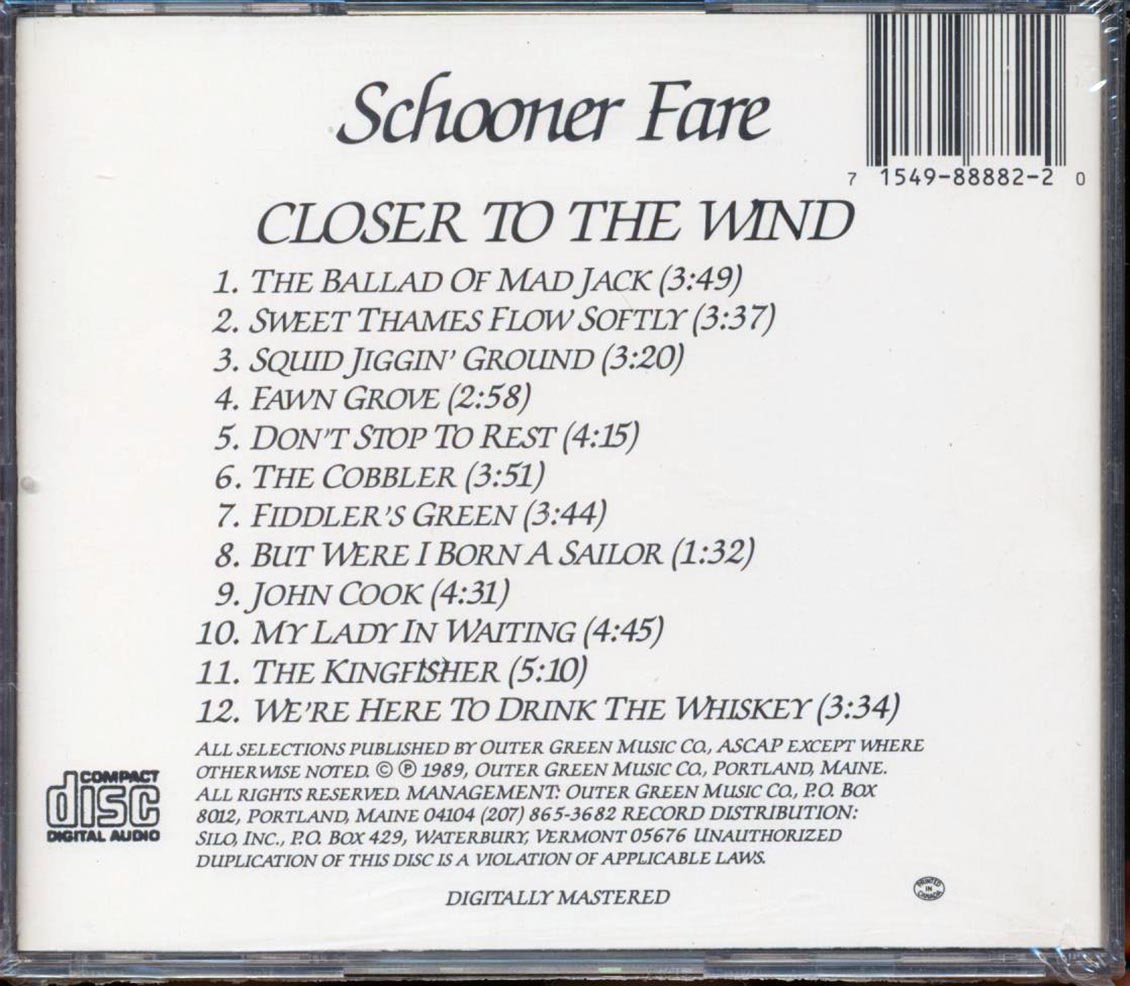 Schooner Fare
7 1549-88882-2 0
CLOSER TO THE WIND
1. THE BALLAD OF MAD JACK (3:49)
2. SWEET THAMES FLOW SOFTLY (3:37)
3. SQUID JIGGIN' GROUND (3:20)
4. FAWN GROVE (2:58)
5. DON'T STOP TO REST (4:15)
6. THE COBBLER (3:51)
7. FIDDLER'S GREEN (3:44)
8. BUT WERE I BORN A SAILOR (1:32)
9. JOHN COOK (4:31)
10. MY LADY IN WAITING (4:45)
11. THE KINGFISHER (5:10)
12. WE'RE HERE TO DRINK THE WHISKEY (3:34)
ALL SELECTIONS PUBLISHED BY OUTER GREEN MUSIC CO., ASCAP EXCEPT WHERE
OTHERWISE NOTED. © ℗ 1989, OUTER GREEN MUSIC CO., PORTLAND, MAINE.
ALL RIGHTS RESERVED. MANAGEMENT: OUTER GREEN MUSIC CO., P.O. BOX
8012, PORTLAND, MAINE 04104 (207) 865-3682 RECORD DISTRIBUTION:
SILO, INC., P.O. BOX 429, WATERBURY, VERMONT 05676 UNAUTHORIZED
DUPLICATION OF THIS DISC IS A VIOLATION OF APPLICABLE LAWS.
COMPACT
disc
DIGITAL AUDIO
DIGITALLY MASTERED
PRINTED
IN
CANADA